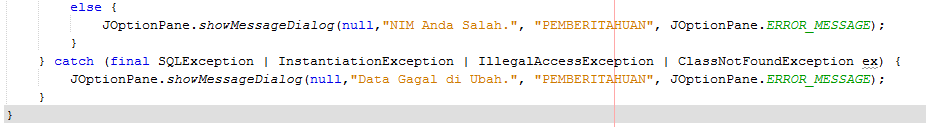 else {
JOptionPane.showMessageDialog(null,"NIM Anda Salah.", "PEMBERITAHUAN", JOptionPane.ERROR_MESSAGE);
}
} catch (final SQLException | InstantiationException | IllegalAccessException | ClassNotFoundException ex) {
JOptionPane.showMessageDialog(null,"Data Gagal di Ubah.", "PEMBERITAHUAN", JOptionPane.ERROR_MESSAGE);
}
}